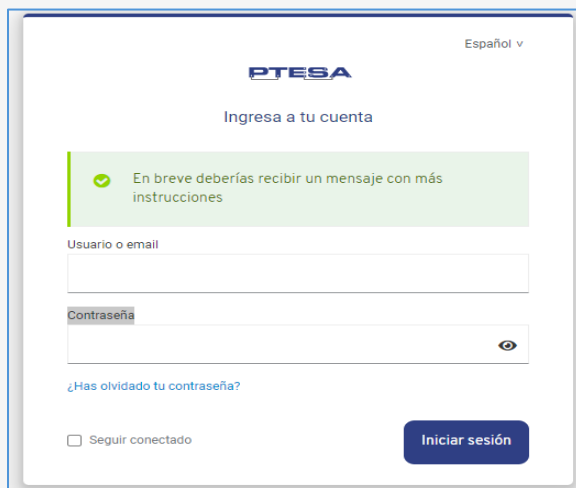 Español v
PTESA
Ingresa a tu cuenta
En breve deberías recibir un mensaje con más
instrucciones
Usuario o email
Contraseña
¿Has olvidado tu contraseña?
Seguir conectado
Iniciar sesión